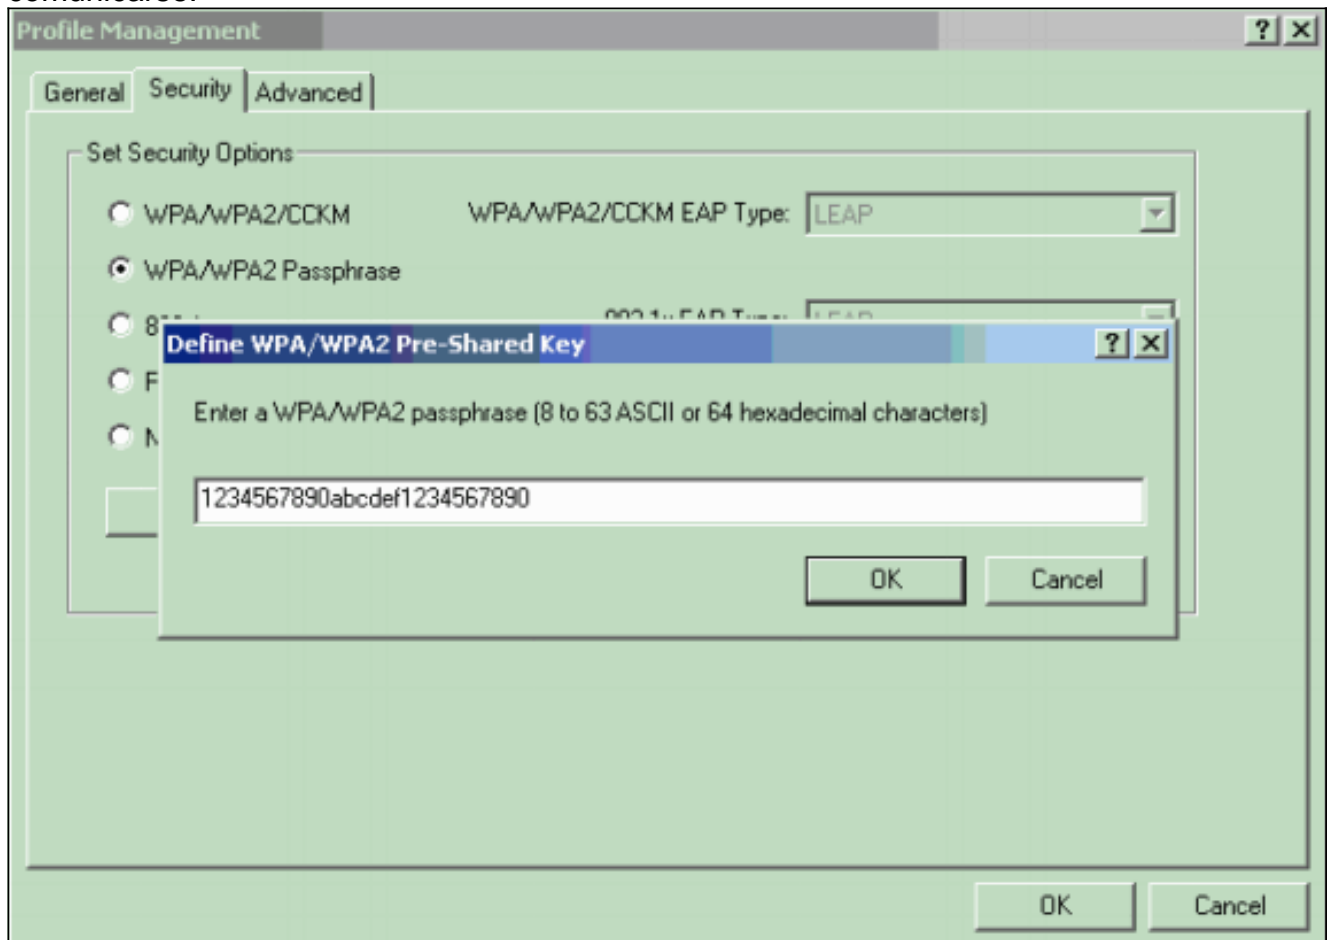 Profile Management
General Security Advanced
Set Security Options
WPA/WPA2/CCKM WPA/WPA2/CCKM EAP Type: LEAP
WPA/WPA2 Passphrase
Define WPA/WPA2 Pre-Shared Key
Enter a WPA/WPA2 passphrase (8 to 63 ASCII or 64 hexadecimal characters)
1234567890abcdef1234567890
OK Cancel
OK Cancel